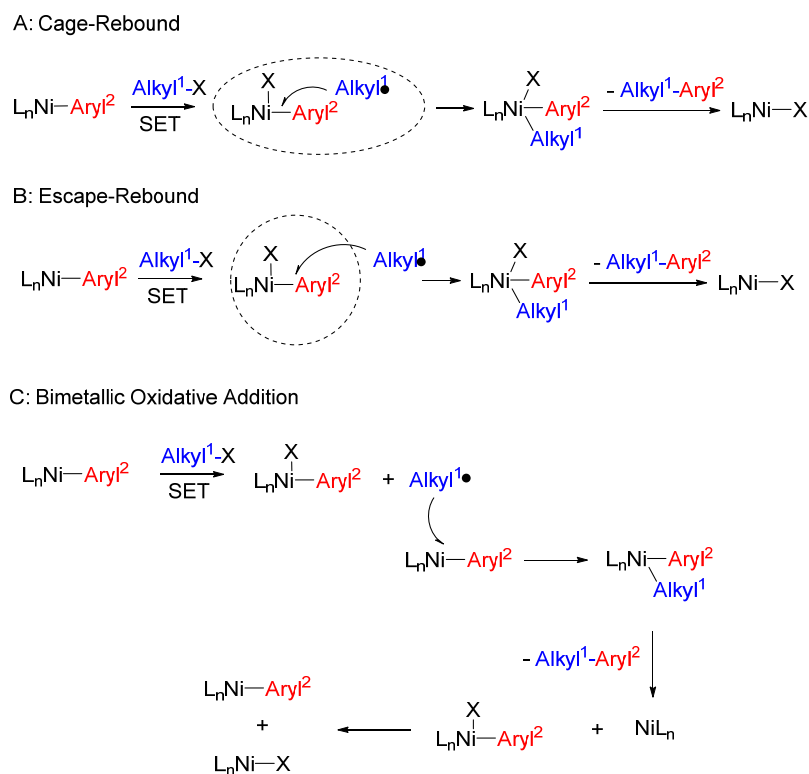 A: Cage-Rebound
LnNi—Aryl2 Alkyl1-X SET LnNi—Aryl2 X Alkyl1• LnNi—Aryl2 X Alkyl1 - Alkyl1-Aryl2 LnNi—X
B: Escape-Rebound
LnNi—Aryl2 Alkyl1-X SET LnNi—Aryl2 X Alkyl1• LnNi—Aryl2 X Alkyl1 - Alkyl1-Aryl2 LnNi—X
C: Bimetallic Oxidative Addition
LnNi—Aryl2 Alkyl1-X SET LnNi—Aryl2 X + Alkyl1•
LnNi—Aryl2 LnNi—Aryl2 Alkyl1
- Alkyl1-Aryl2
LnNi—Aryl2 + LnNi—X LnNi—Aryl2 X + NiLn